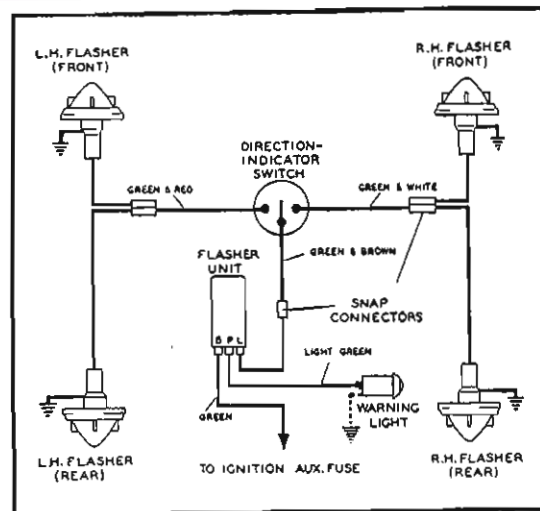 L.H. FLASHER
(FRONT)
R.H. FLASHER
(FRONT)
DIRECTION-
INDICATOR
SWITCH
GREEN & RED
GREEN & WHITE
GREEN & BROWN
FLASHER
UNIT
SNAP
CONNECTORS
B P L
LIGHT GREEN
GREEN
WARNING
LIGHT
L.H. FLASHER
(REAR)
TO IGNITION AUX. FUSE
R.H. FLASHER
(REAR)